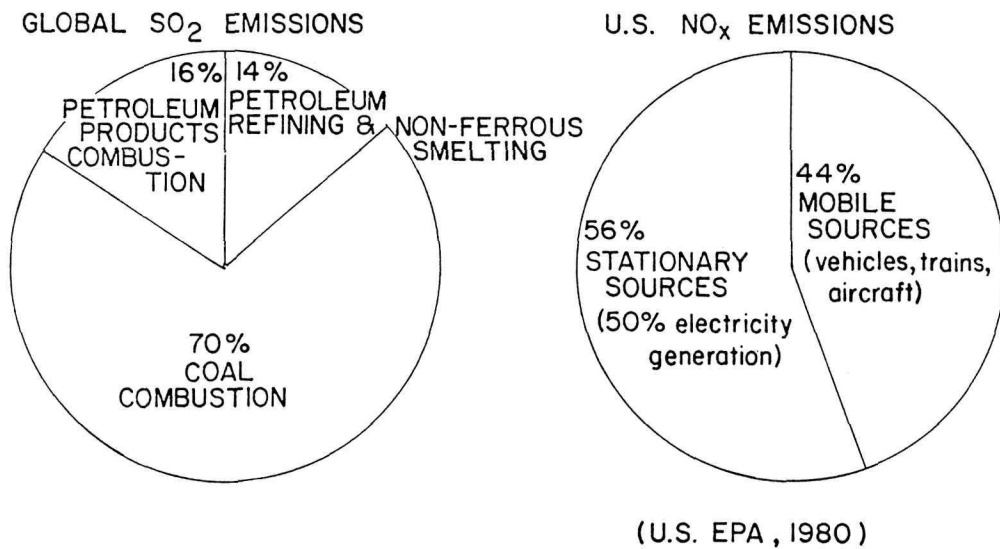 GLOBAL SO2 EMISSIONS
16%
PETROLEUM
PRODUCTS
COMBUS-
TION
14%
PETROLEUM
REFINING & NON-FERROUS
SMELTING
70%
COAL
COMBUSTION
U.S. NOx EMISSIONS
56%
STATIONARY
SOURCES
(50% electricity
generation)
44%
MOBILE
SOURCES
(vehicles, trains,
aircraft)
(U.S. EPA, 1980)